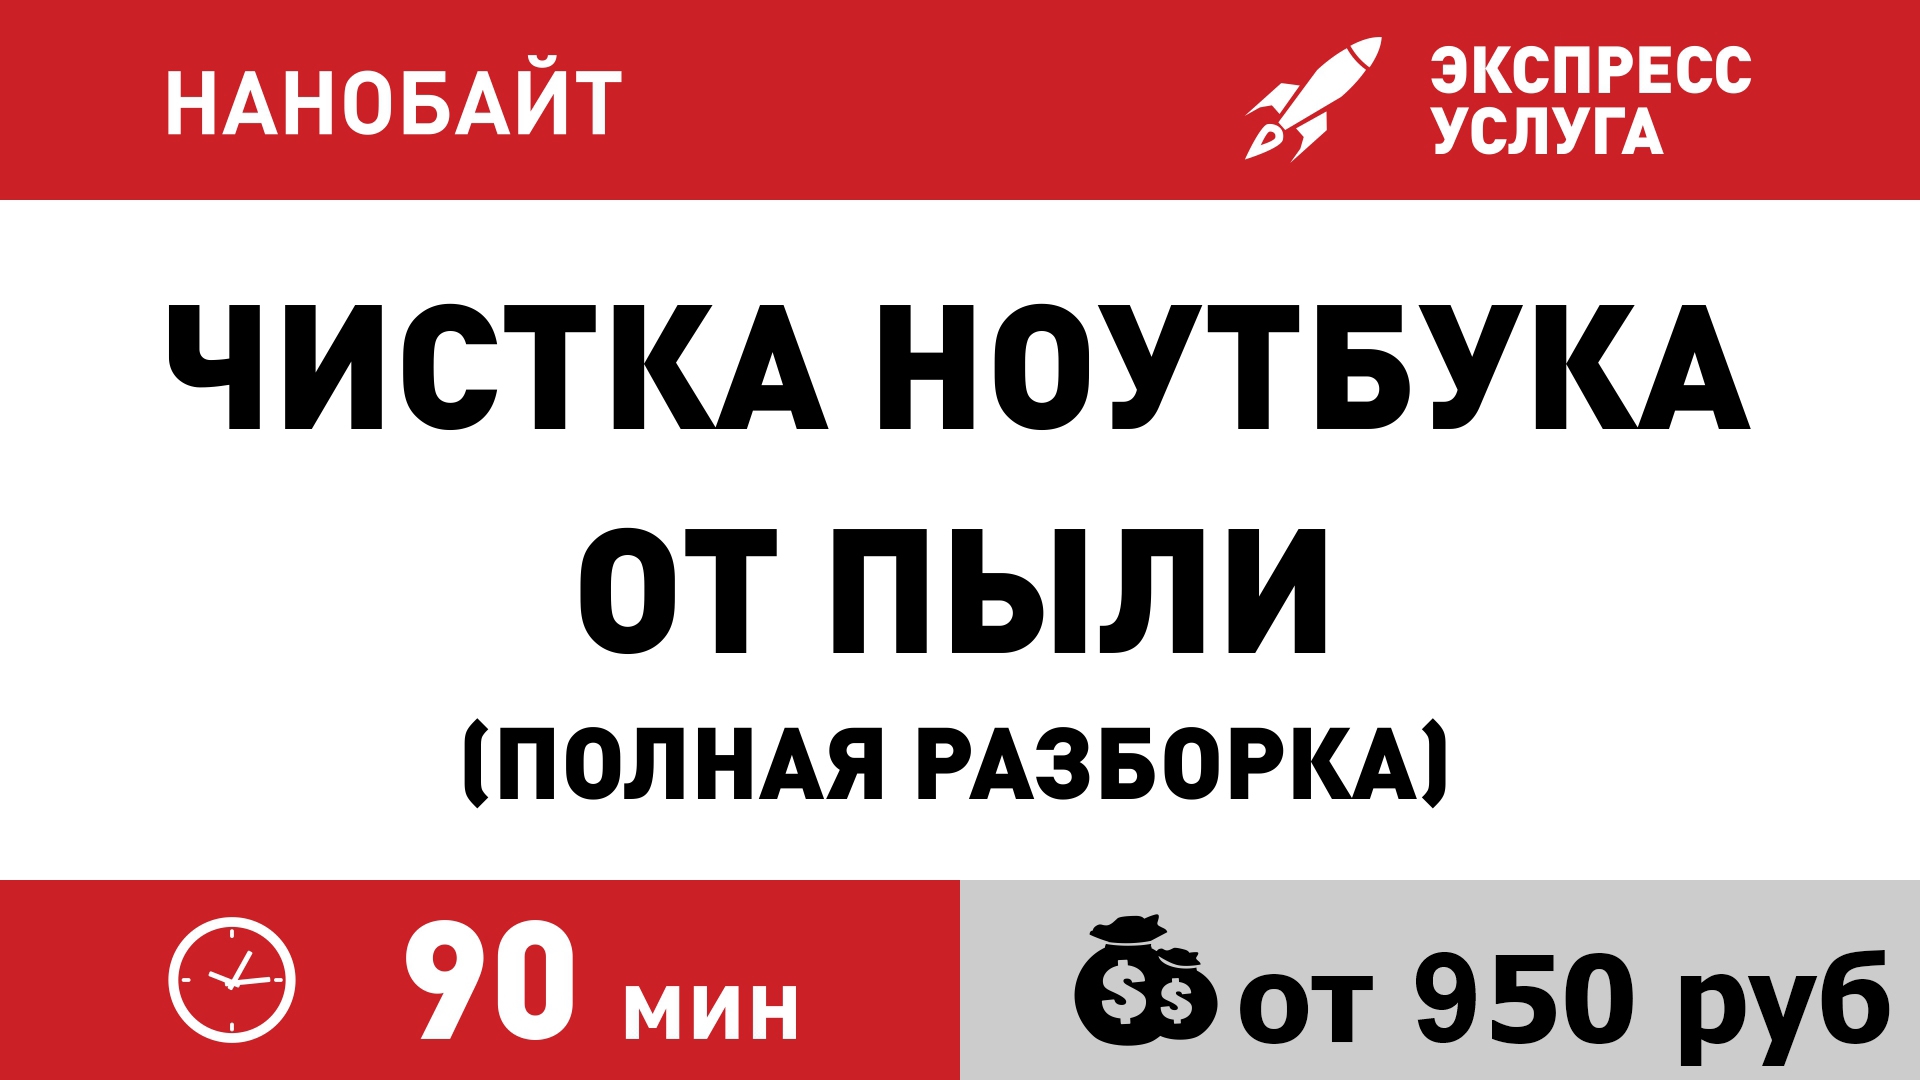 НАНОБАЙТ
ЭКСПРЕСС
УСЛУГА
ЧИСТКА НОУТБУКА
ОТ ПЫЛИ
(ПОЛНАЯ РАЗБОРКА)
90 мин
$ $ от 950 руб